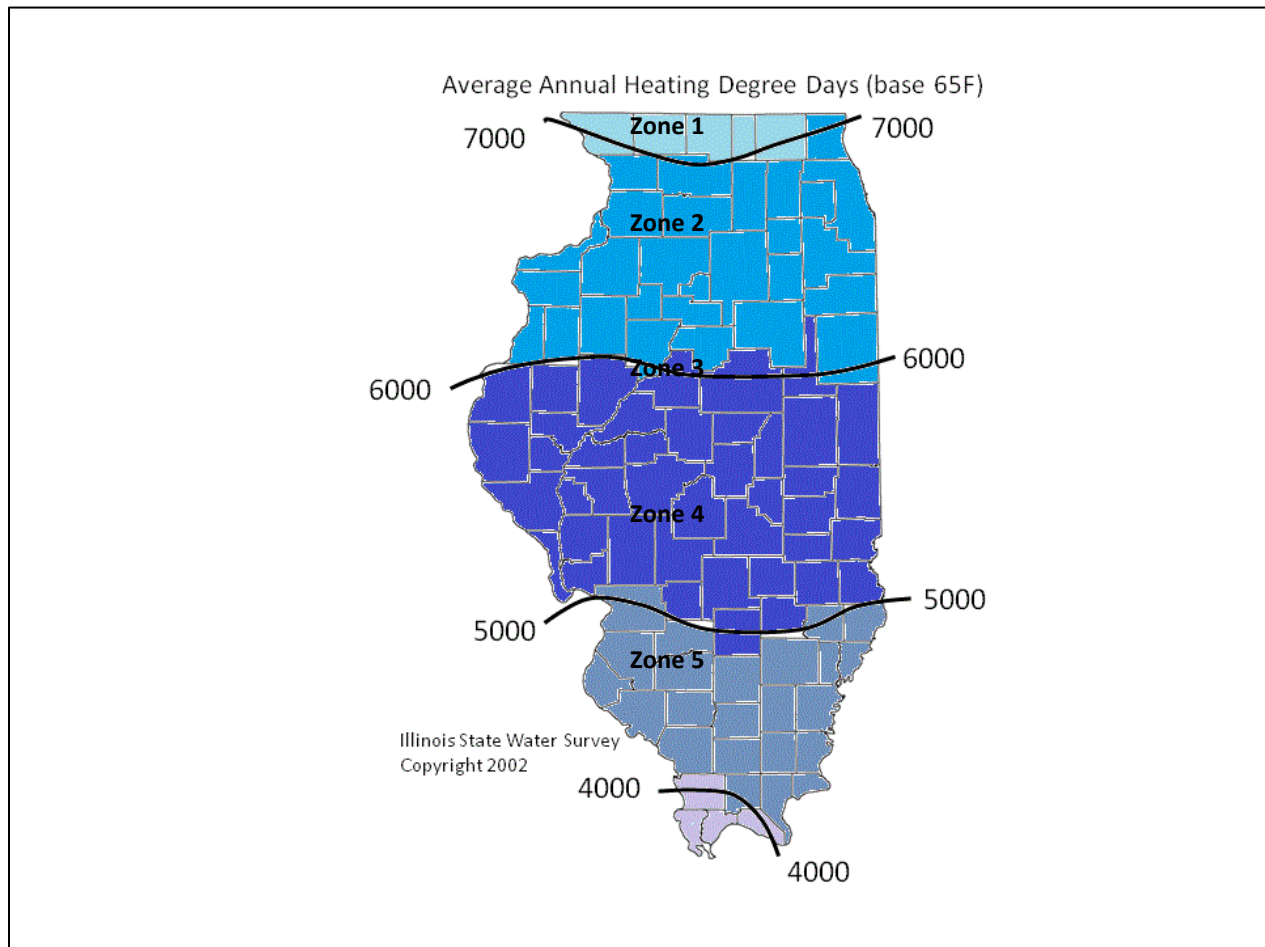 Average Annual Heating Degree Days (base 65F)
7000
Zone 1
7000
Zone 2
6000
Zone 3
6000
Zone 4
5000
5000
Zone 5
Illinois State Water Survey
Copyright 2002
4000
4000